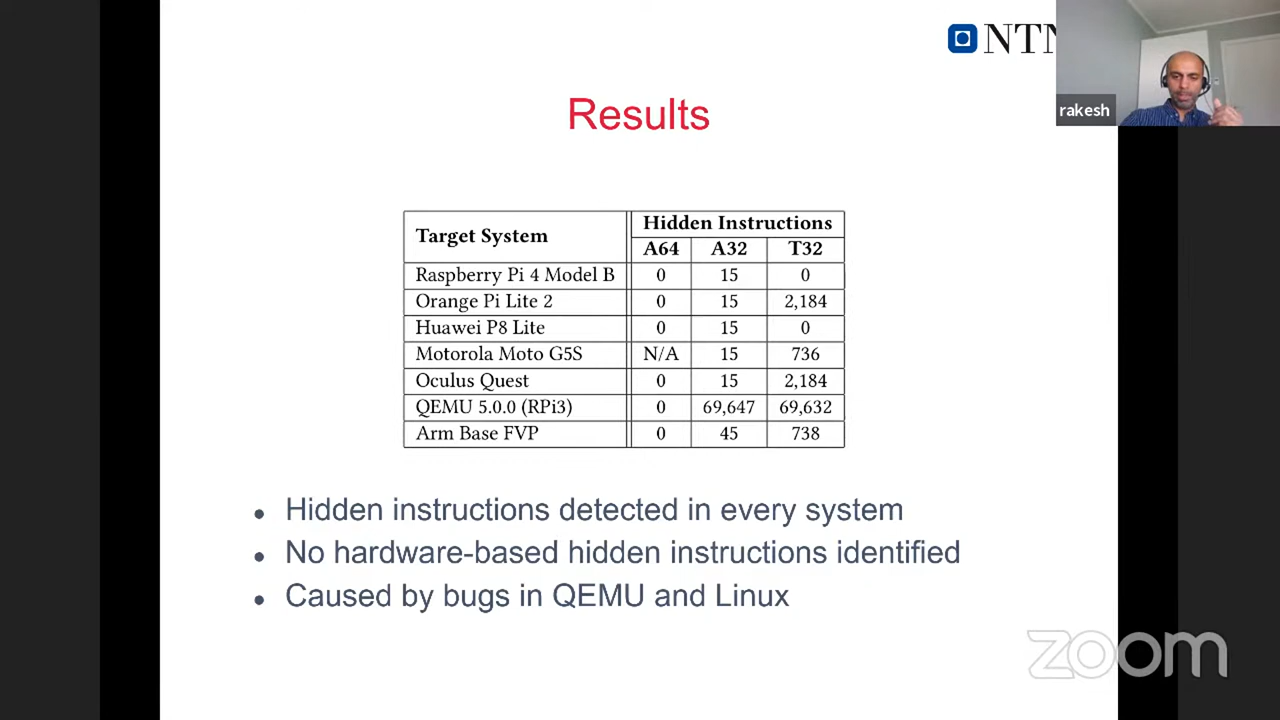 NTN
rakesh
Results
Target System Hidden Instructions
A64 A32 T32
Raspberry Pi 4 Model B 0 15 0
Orange Pi Lite 2 0 15 2,184
Huawei P8 Lite 0 15 0
Motorola Moto G5S N/A 15 736
Oculus Quest 0 15 2,184
QEMU 5.0.0 (RPi3) 0 69,647 69,632
Arm Base FVP 0 45 738
• Hidden instructions detected in every system
• No hardware-based hidden instructions identified
• Caused by bugs in QEMU and Linux
zoom